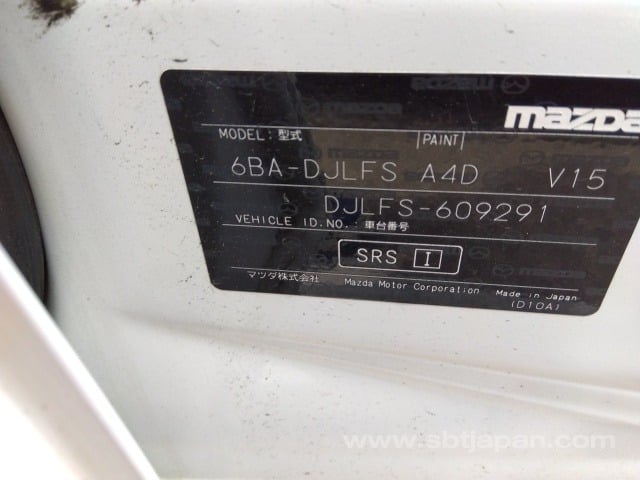 mazda
MODEL:型式 PAINT
6BA-DJLFS A4D V15
DJLFS-609291
VEHICLE ID.NO.:車台番号
SRS I
マツダ株式会社 Mazda Motor Corporation Made in Japan
(D10A)
www.sbtjapan.com